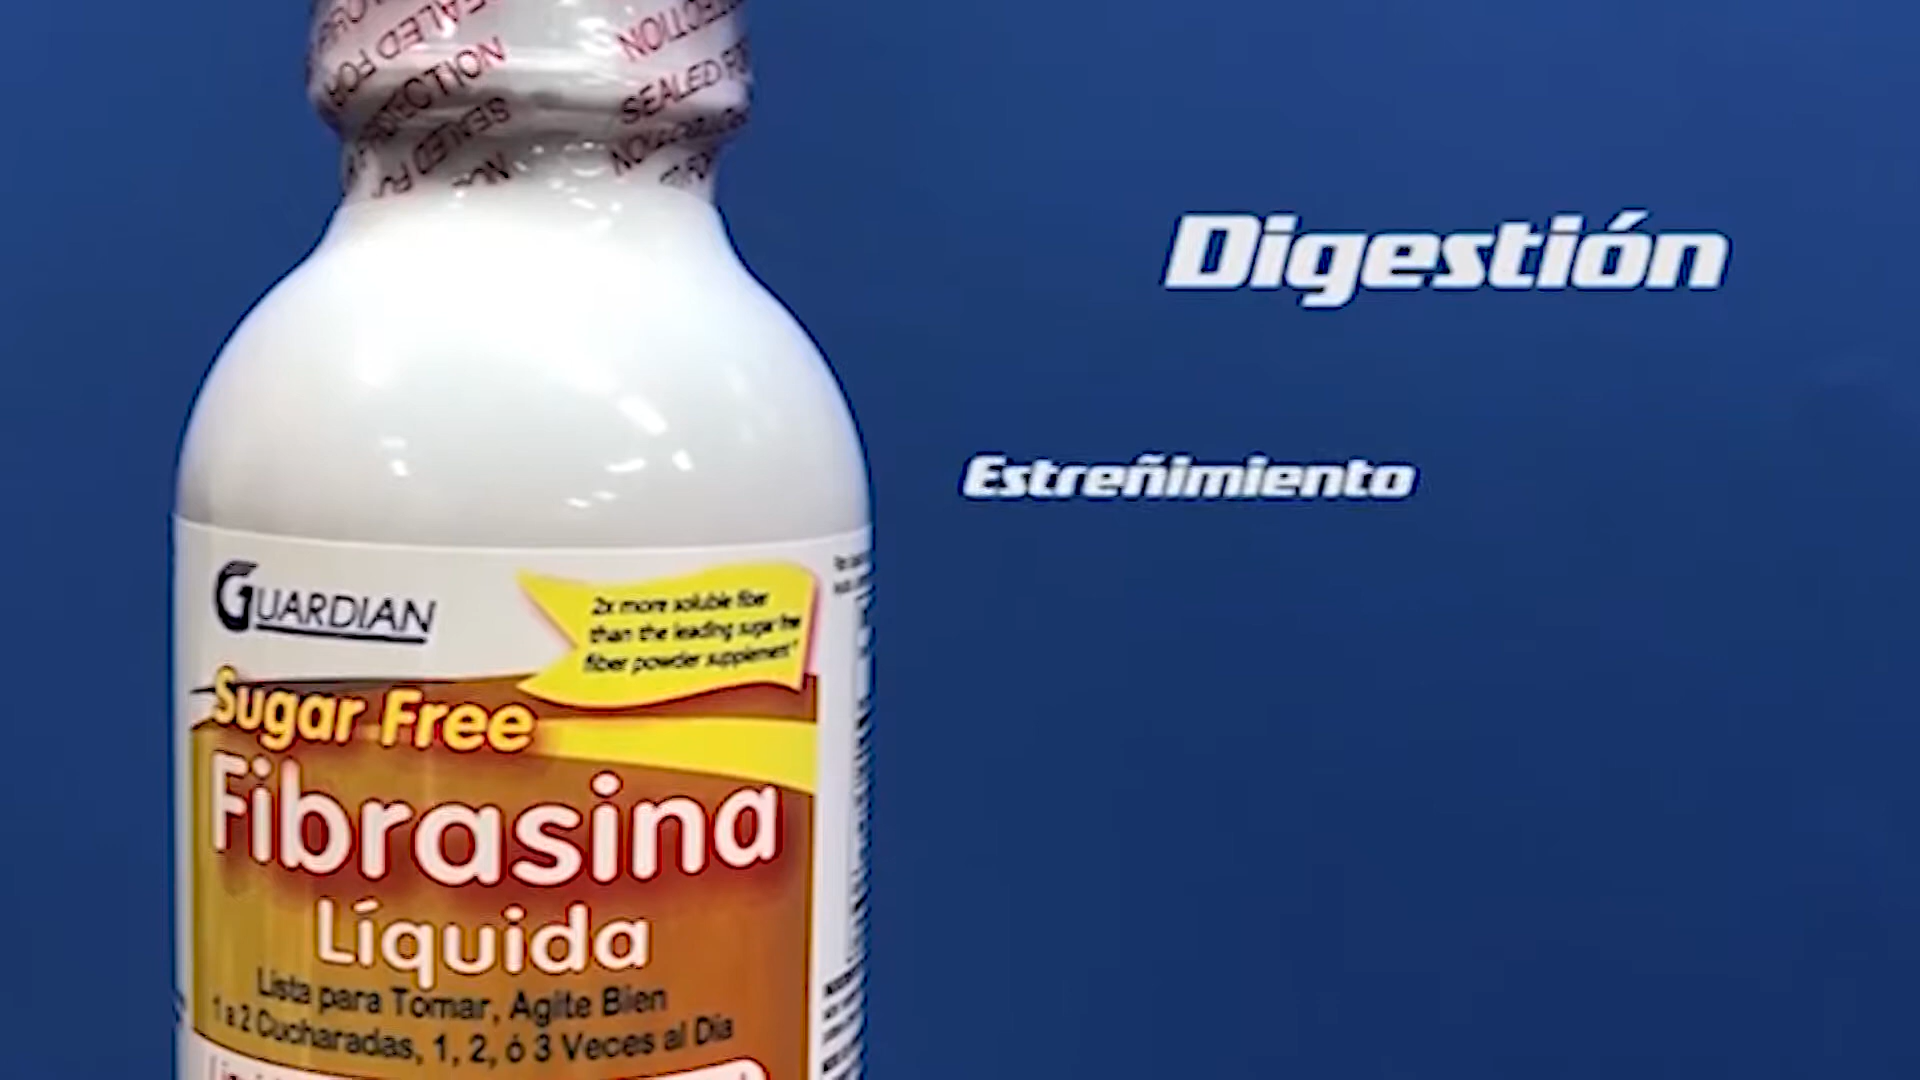 SEALED FOR
Digestión
Estreñimiento
GUARDIAN
2x more soluble fiber
than the leading sugar free
fiber powder supplement*
Sugar Free
Fibrasina
Líquida
Lista para Tomar, Agite Bien
1 a 2 Cucharadas, 1, 2, ó 3 Veces al Día